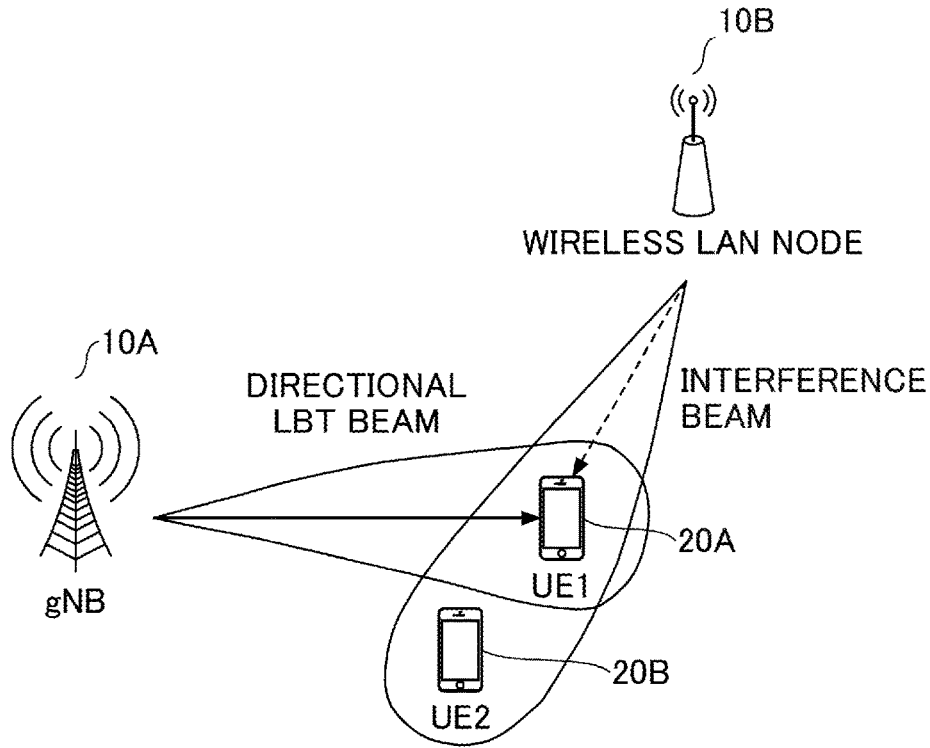 10B
WIRELESS LAN NODE
10A
DIRECTIONAL
LBT BEAM
INTERFERENCE
BEAM
20A
UE1
gNB
20B
UE2